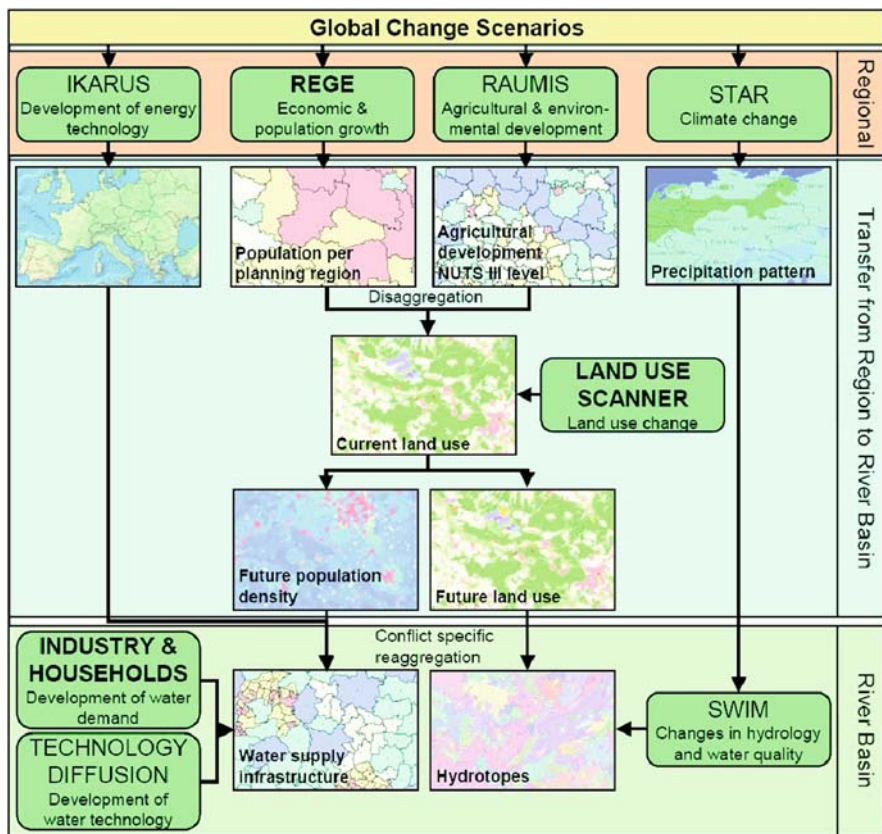 Global Change Scenarios
IKARUS
Development of energy
technology
REGE
Economic &
population growth
RAUMIS
Agricultural & environ-
mental development
STAR
Climate change
Regional
Population per
planning region
Agricultural
development
NUTS III level
Precipitation pattern
Disaggregation
LAND USE
SCANNER
Land use change
Current land use
Transfer from Region to River Basin
Future population
density
Future land use
Conflict specific
reaggregation
INDUSTRY &
HOUSEHOLDS
Development of water
demand
TECHNOLOGY
DIFFUSION
Development of
water technology
Water supply
infrastructure
Hydrotopes
SWIM
Changes in hydrology
and water quality
River Basin